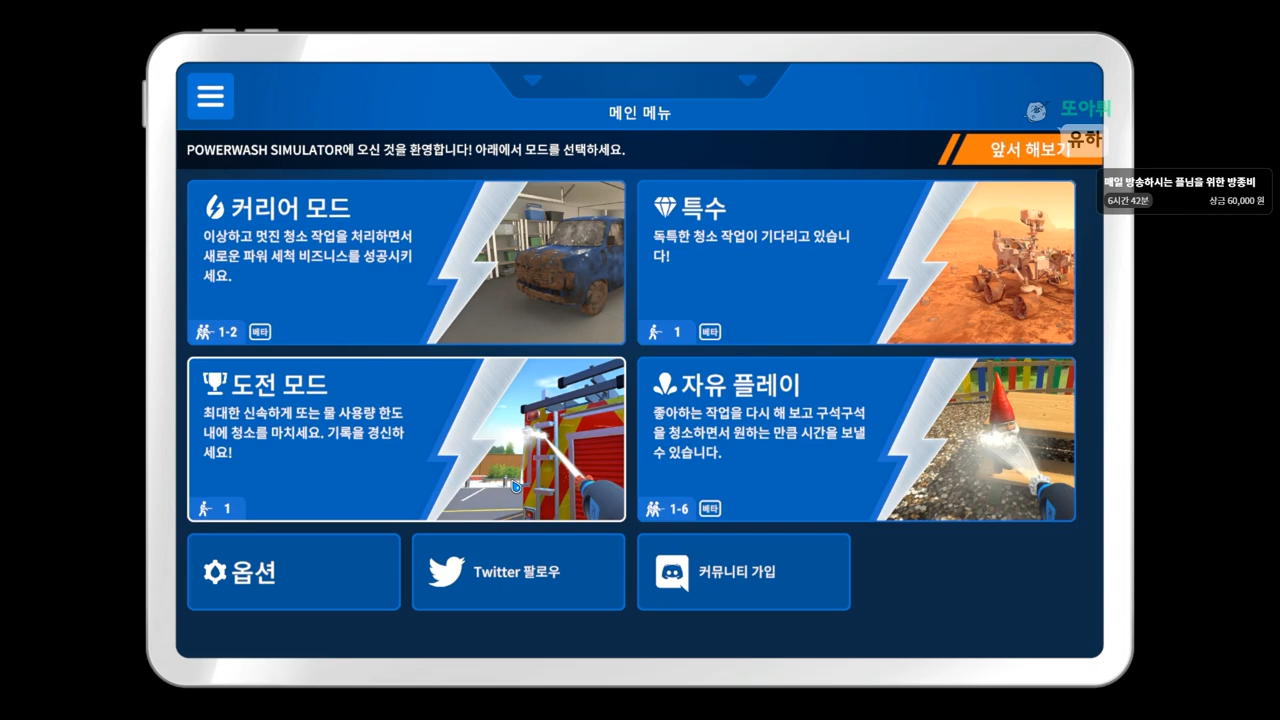 메인 메뉴
또아튀
유하
POWERWASH SIMULATOR에 오신 것을 환영합니다! 아래에서 모드를 선택하세요.
앞서 해보기
매일 방송하시는 플님을 위한 방종비
6시간 42분
상금 60,000 원
커리어 모드
이상하고 멋진 청소 작업을 처리하면서
새로운 파워 세척 비즈니스를 성공시키
세요.
1-2
베타
특수
독특한 청소 작업이 기다리고 있습니
다!
1
베타
도전 모드
최대한 신속하게 또는 물 사용량 한도
내에 청소를 마치세요. 기록을 경신하
세요!
1
자유 플레이
좋아하는 작업을 다시 해 보고 구석구석
을 청소하면서 원하는 만큼 시간을 보낼
수 있습니다.
1-6
베타
옵션
Twitter 팔로우
커뮤니티 가입